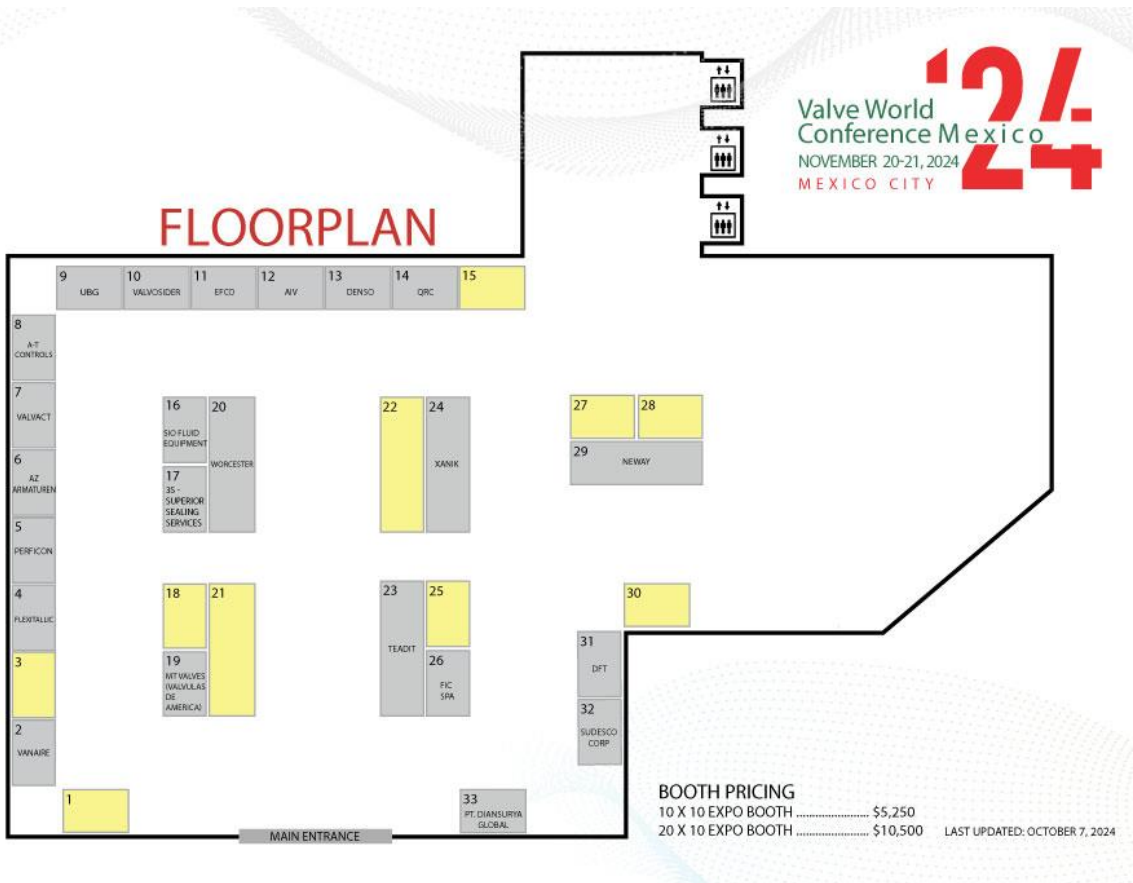 '24
Valve World
Conference Mexico
NOVEMBER 20-21, 2024
MEXICO CITY
FLOORPLAN
9
UBG
10
VALVOSIDER
11
EFCO
12
AIV
13
DENSO
14
QRC
15
8
A-T
CONTROLS
7
VALVACT
6
AZ
ARMATUREN
5
PERFICON
4
FLEXITALLIC
3
2
VANAIRE
1
16
SIO FLUID
EQUIPMENT
17
3S -
SUPERIOR
SEALING
SERVICES
20
WORCESTER
18
19
MT VALVES
(VALVULAS
DE
AMERICA)
21
22
24
XANIK
23
TEADIT
25
26
FIC
SPA
27
28
29
NEWAY
30
31
DFT
32
SUDESCO
CORP
33
PT. DIANSURYA
GLOBAL
MAIN ENTRANCE
BOOTH PRICING
10 X 10 EXPO BOOTH ...................... $5,250
20 X 10 EXPO BOOTH ...................... $10,500
LAST UPDATED: OCTOBER 7, 2024